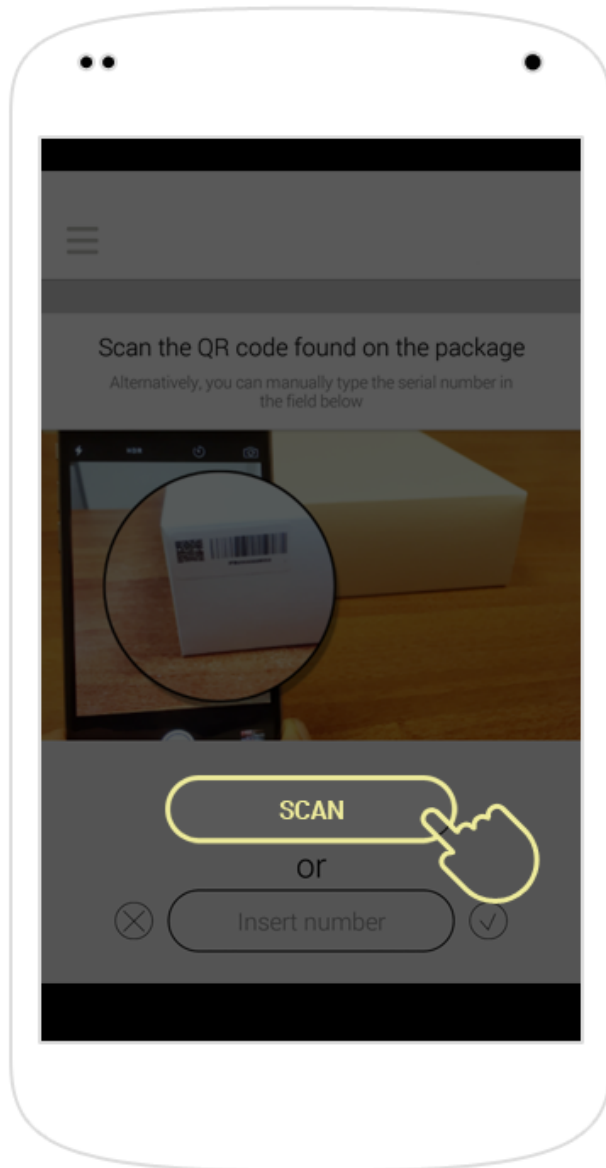 Scan the QR code found on the package
Alternatively, you can manually type the serial number in
the field below
HDR
SCAN
or
Insert number